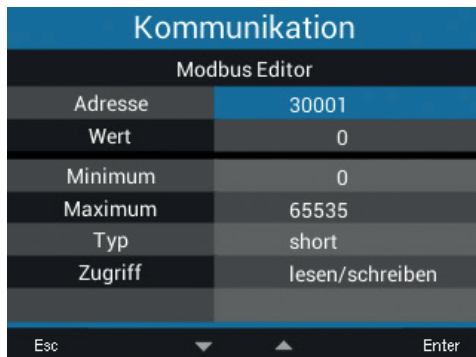 Kommunikation
Modbus Editor
Adresse 30001
Wert 0
Minimum 0
Maximum 65535
Typ short
Zugriff lesen/schreiben
Esc Enter